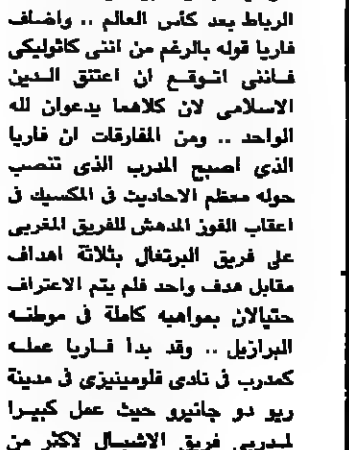 الرباط بعد كأس العالم .. واضاف
فاريا قوله بالرغم من اننى كاثوليكى
فانى اتوقع ان اعتنق الدين
الاسلامى لان كلاهما يدعوان لله
الواحد .. ومن المفارقات ان فاريا
الذى اصبح المدرب الذى تنصب
حوله معظم الاحاديث فى المكسيك فى
اعقاب الفوز المدهش للفريق المغربى
على فريق البرتغال بثلاثة اهداف
مقابل هدف واحد فلم يتم الاعتراف
حتيالان بمواهبه كاملة فى موطنه
البرازيل .. وقد بدا فاريا عمله
كمدرب فى نادى فلومينيزى فى مدينة
ريو دو جانيرو حيث عمل كبيرا
لمدربى فريق الاشبال لاكثر من